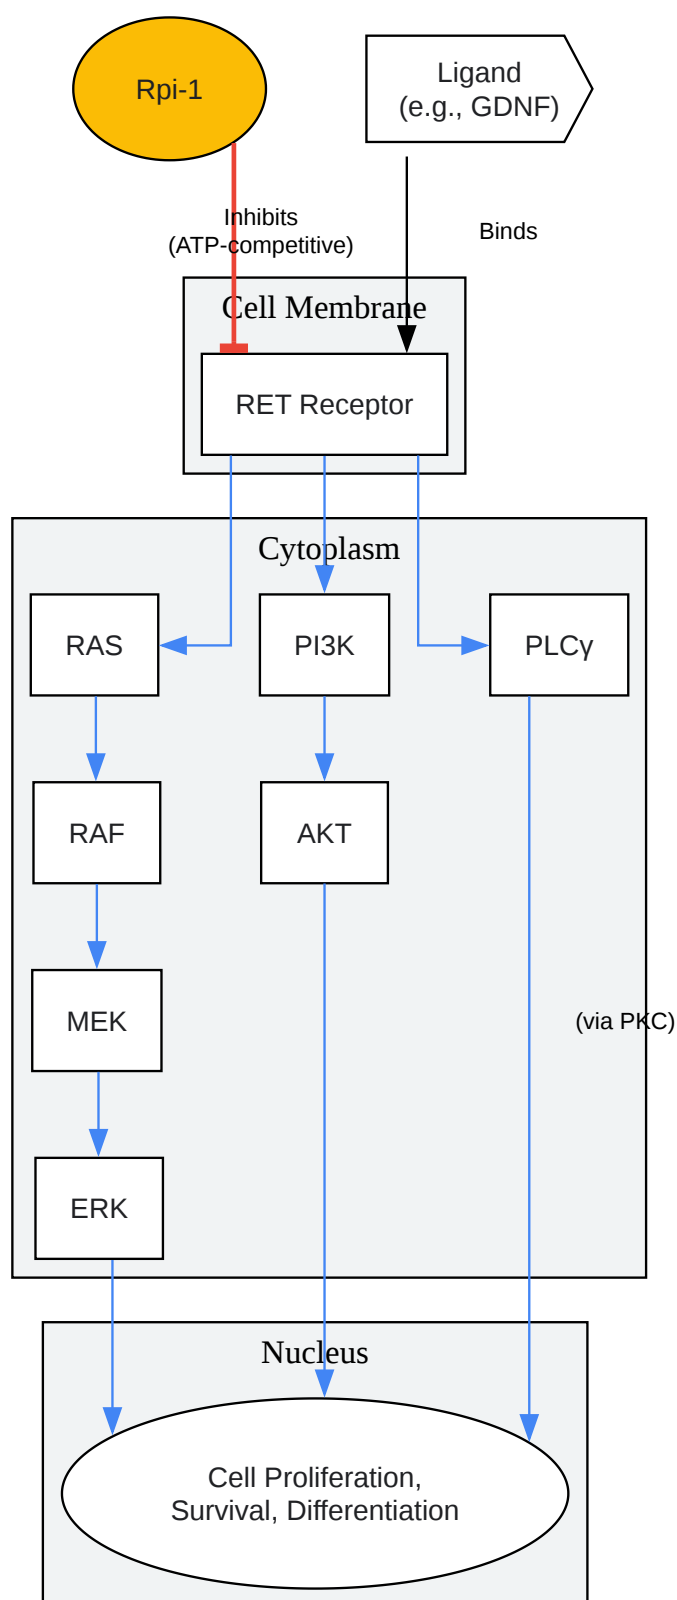 Rpi-1
Ligand
(e.g., GDNF)
Inhibits
(ATP-competitive)
Binds
Cell Membrane
RET Receptor
Cytoplasm
RAS
PI3K
PLCγ
RAF
AKT
MEK
(via PKC)
ERK
Nucleus
Cell Proliferation,
Survival, Differentiation